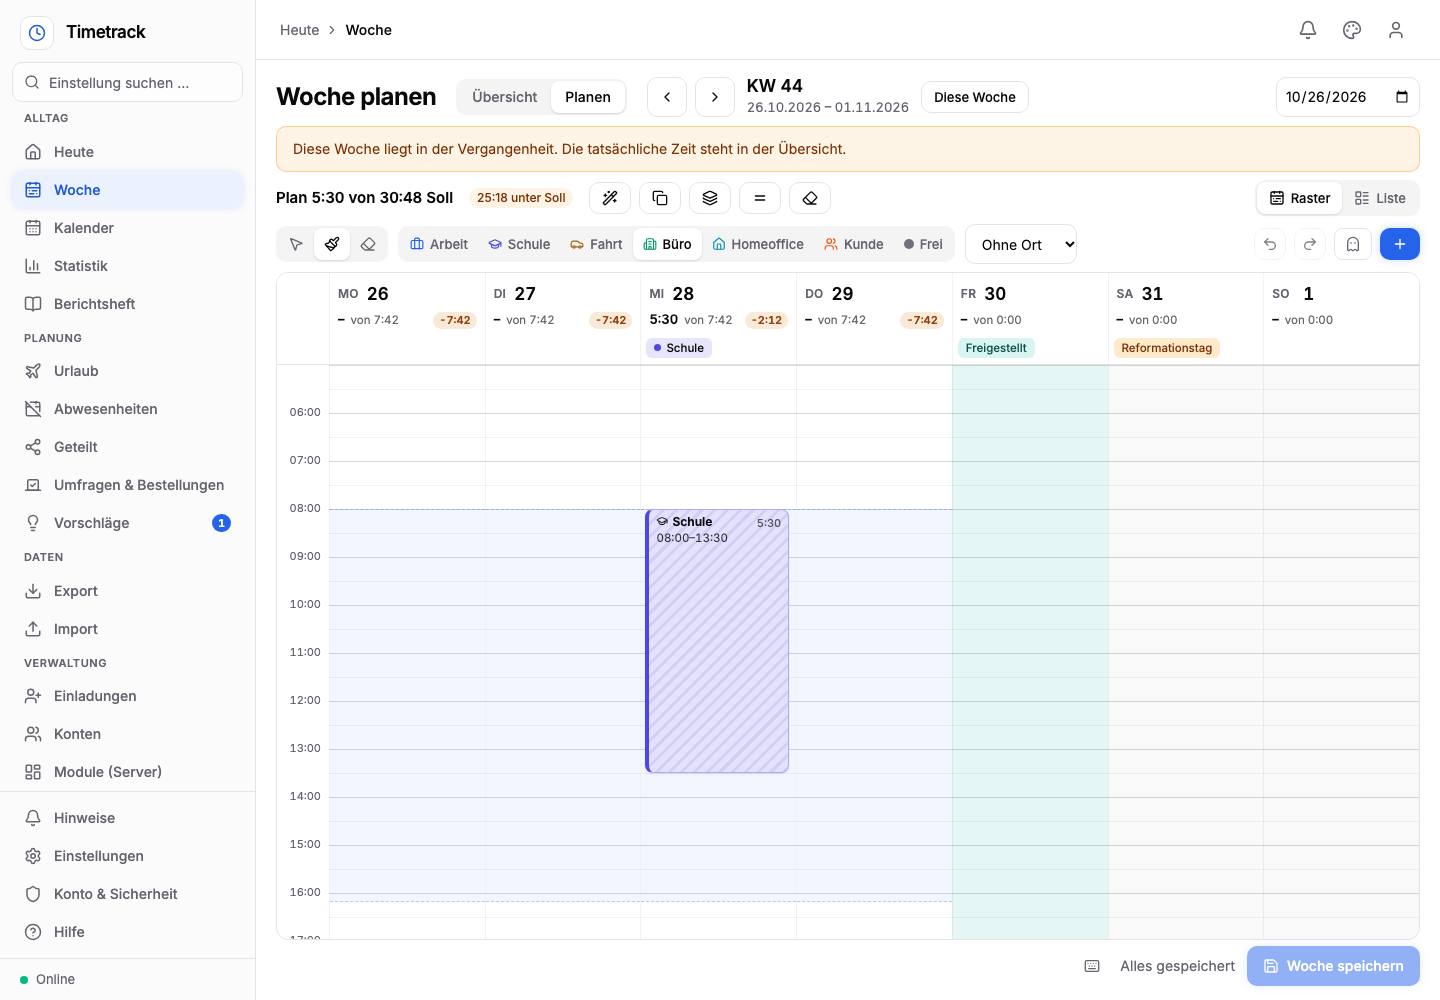 Timetrack
Einstellung suchen ...
ALLTAG
Heute
Woche
Kalender
Statistik
Berichtsheft
PLANUNG
Urlaub
Abwesenheiten
Geteilt
Umfragen & Bestellungen
Vorschläge 1
DATEN
Export
Import
VERWALTUNG
Einladungen
Konten
Module (Server)
Hinweise
Einstellungen
Konto & Sicherheit
Hilfe
Online
Heute > Woche
Woche planen
Übersicht Planen
KW 44
26.10.2026 – 01.11.2026
Diese Woche
10/26/2026
Diese Woche liegt in der Vergangenheit. Die tatsächliche Zeit steht in der Übersicht.
Plan 5:30 von 30:48 Soll 25:18 unter Soll
Raster Liste
Arbeit Schule Fahrt Büro Homeoffice Kunde Frei
Ohne Ort
MO 26 DI 27 MI 28 DO 29 FR 30 SA 31 SO 1
– von 7:42 -7:42 – von 7:42 -7:42 5:30 von 7:42 -2:12 – von 7:42 -7:42 – von 0:00 – von 0:00 – von 0:00
Schule Freigestellt Reformationstag
06:00
07:00
08:00
Schule 5:30
08:00–13:30
09:00
10:00
11:00
12:00
13:00
14:00
15:00
16:00
17:00
Alles gespeichert
Woche speichern